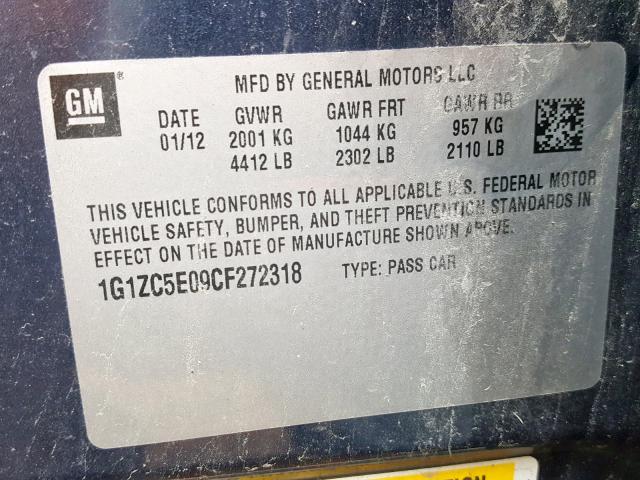 GM ®
MFD BY GENERAL MOTORS LLC
DATE GVWR GAWR FRT GAWR RR
01/12 2001 KG 1044 KG 957 KG
4412 LB 2302 LB 2110 LB
THIS VEHICLE CONFORMS TO ALL APPLICABLE U.S. FEDERAL MOTOR
VEHICLE SAFETY, BUMPER, AND THEFT PREVENTION STANDARDS IN
EFFECT ON THE DATE OF MANUFACTURE SHOWN ABOVE.
1G1ZC5E09CF272318 TYPE: PASS CAR